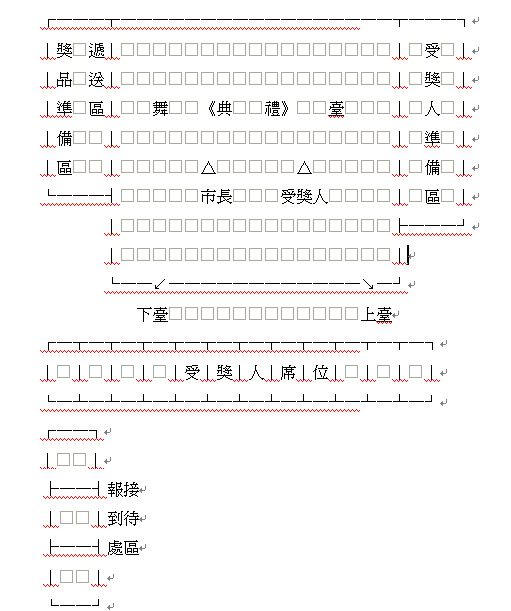 獎 遞 受
品 送 獎
準 區 舞 《典 禮》 臺 人
備 準
區 △ △ 備
市長 受獎人 區
↙ ↘
下臺 上臺
受 獎 人 席 位
報接
到待
處區